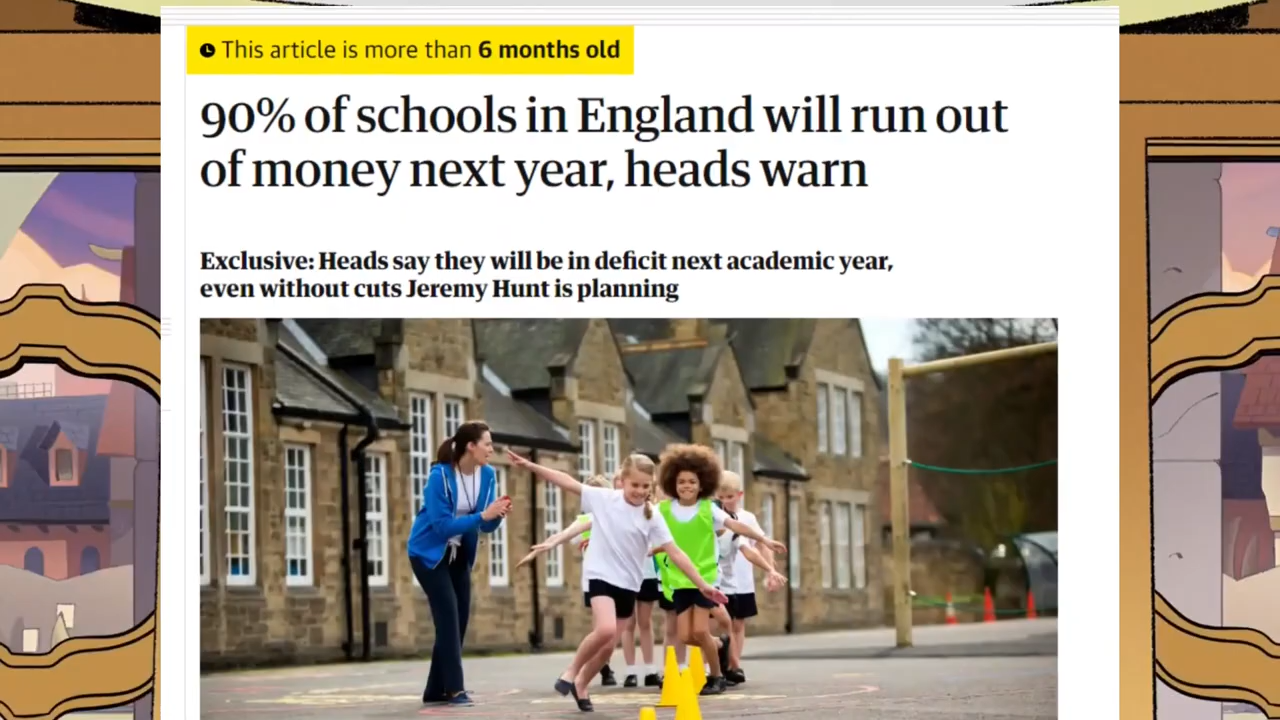 This article is more than 6 months old
90% of schools in England will run out
of money next year, heads warn
Exclusive: Heads say they will be in deficit next academic year,
even without cuts Jeremy Hunt is planning